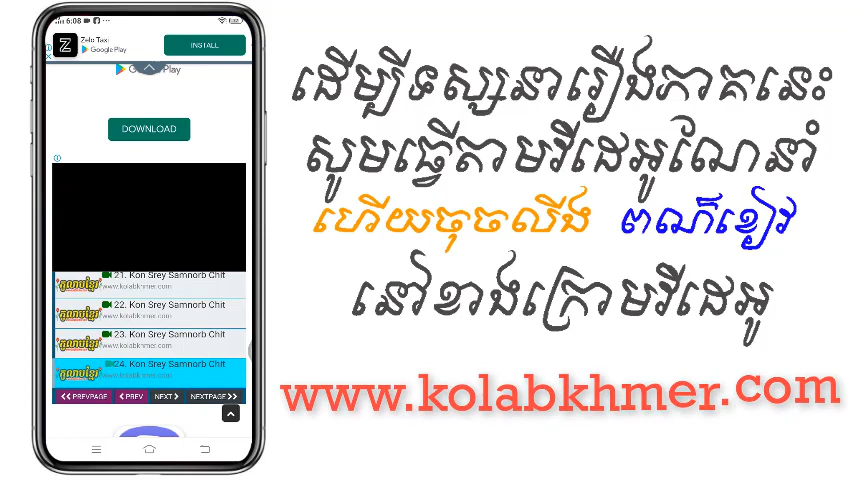 6:08
Zelo Taxi
Google Play
INSTALL
Google Play
DOWNLOAD
21. Kon Srey Samnorb Chit
www.kolabkhmer.com
22. Kon Srey Samnorb Chit
www.kolabkhmer.com
23. Kon Srey Samnorb Chit
www.kolabkhmer.com
24. Kon Srey Samnorb Chit
www.kolabkhmer.com
PREVPAGE PREV NEXT NEXTPAGE
ដើម្បីទស្សនារឿងភាគនេះ
សូមធ្វើតាមវីដេអូណែនាំ
ហើយចុចលីង ពណ៌ខៀវ
នៅខាងក្រោមវីដេអូ
www.kolabkhmer.com